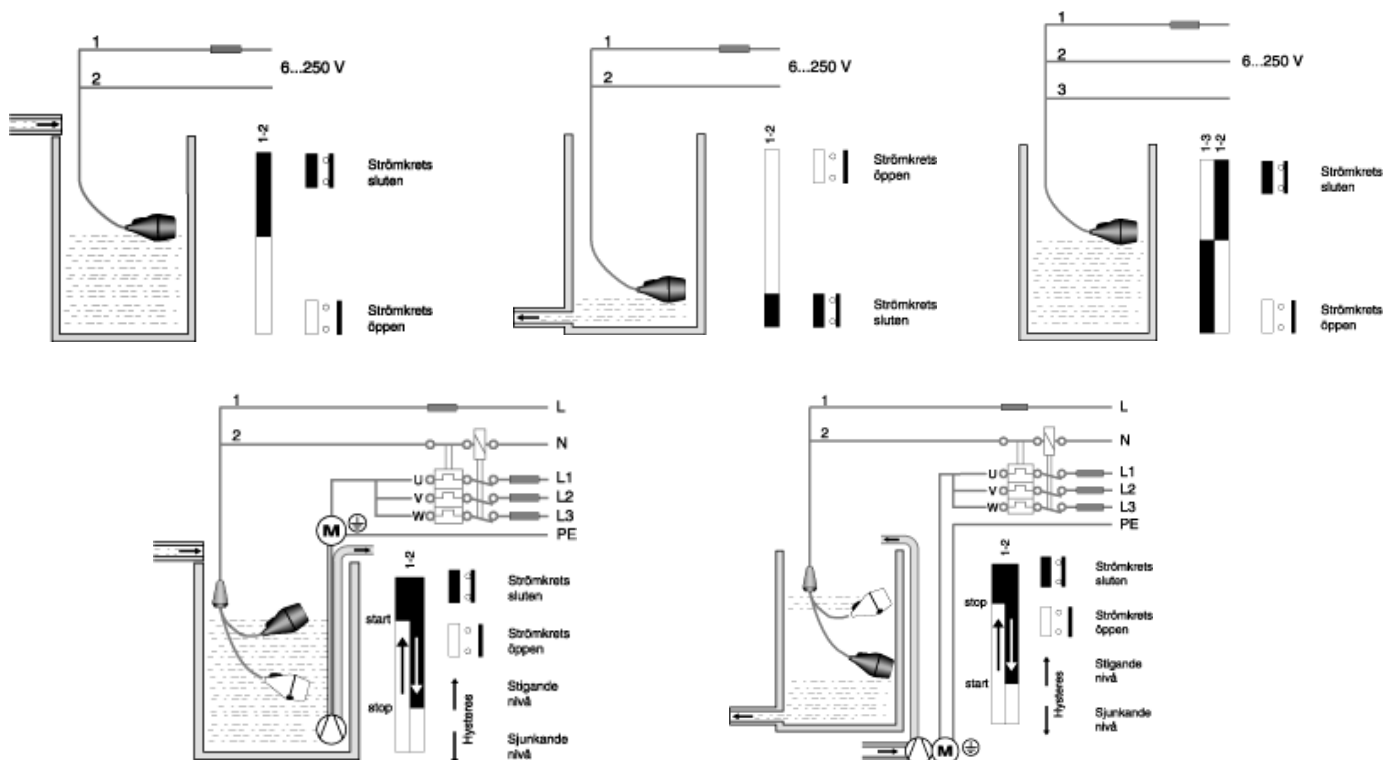 1
6...250 V
2
1-2
Strömkrets
sluten
Strömkrets
öppen
1
6...250 V
2
1-2
Strömkrets
öppen
Strömkrets
sluten
1
2
6...250 V
3
1-3
1-2
Strömkrets
sluten
Strömkrets
öppen
1
L
2
N
U
L1
V
L2
W
L3
M
PE
1-2
Strömkrets
sluten
start
Strömkrets
öppen
Stigande
nivå
stop
Hysteres
Sjunkande
nivå
1
L
2
N
U
L1
V
L2
W
L3
PE
1-2
Strömkrets
sluten
stop
Strömkrets
öppen
Stigande
nivå
start
Hysteres
Sjunkande
nivå
M